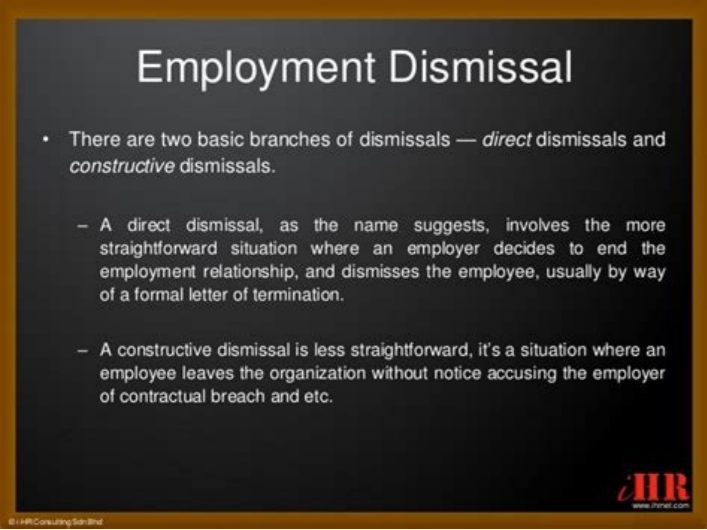 Employment Dismissal
• There are two basic branches of dismissals — direct dismissals and
constructive dismissals.
– A direct dismissal, as the name suggests, involves the more
straightforward situation where an employer decides to end the
employment relationship, and dismisses the employee, usually by way
of a formal letter of termination.
– A constructive dismissal is less straightforward, it's a situation where an
employee leaves the organization without notice accusing the employer
of contractual breach and etc.
iHR
www.ihrnet.com
© i-HR Consulting Sdn Bhd